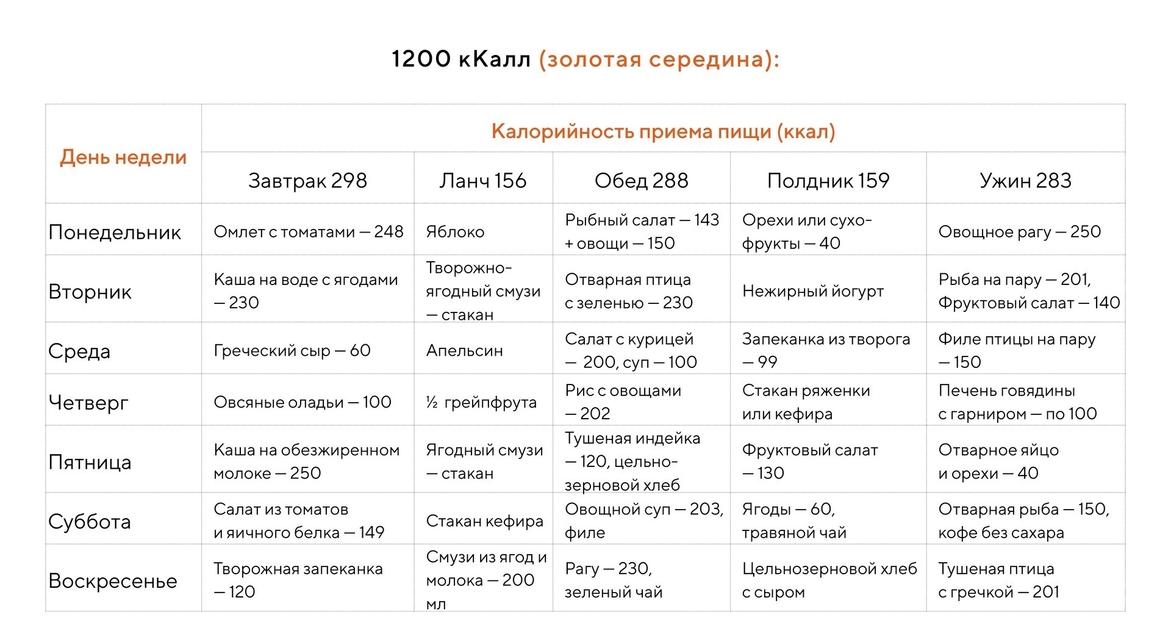 1200 кКалл (золотая середина):
День недели
Калорийность приема пищи (ккал)
Завтрак 298
Ланч 156
Обед 288
Полдник 159
Ужин 283
Понедельник
Омлет с томатами — 248
Яблоко
Рыбный салат — 143
+ овощи — 150
Орехи или сухо-
фрукты — 40
Овощное рагу — 250
Вторник
Каша на воде с ягодами
— 230
Творожно-
ягодный смузи
— стакан
Отварная птица
с зеленью — 230
Нежирный йогурт
Рыба на пару — 201,
Фруктовый салат — 140
Среда
Греческий сыр — 60
Апельсин
Салат с курицей
— 200, суп — 100
Запеканка из творога
— 99
Филе птицы на пару
— 150
Четверг
Овсяные оладьи — 100
½ грейпфрута
Рис с овощами
— 202
Стакан ряженки
или кефира
Печень говядины
с гарниром — по 100
Пятница
Каша на обезжиренном
молоке — 250
Ягодный смузи
— стакан
Тушеная индейка
— 120, цельно-
зерновой хлеб
Фруктовый салат
— 130
Отварное яйцо
и орехи — 40
Суббота
Салат из томатов
и яичного белка — 149
Стакан кефира
Овощной суп — 203,
филе
Ягоды — 60,
травяной чай
Отварная рыба — 150,
кофе без сахара
Воскресенье
Творожная запеканка
— 120
Смузи из ягод и
молока — 200
мл
Рагу — 230,
зеленый чай
Цельнозерновой хлеб
с сыром
Тушеная птица
с гречкой — 201